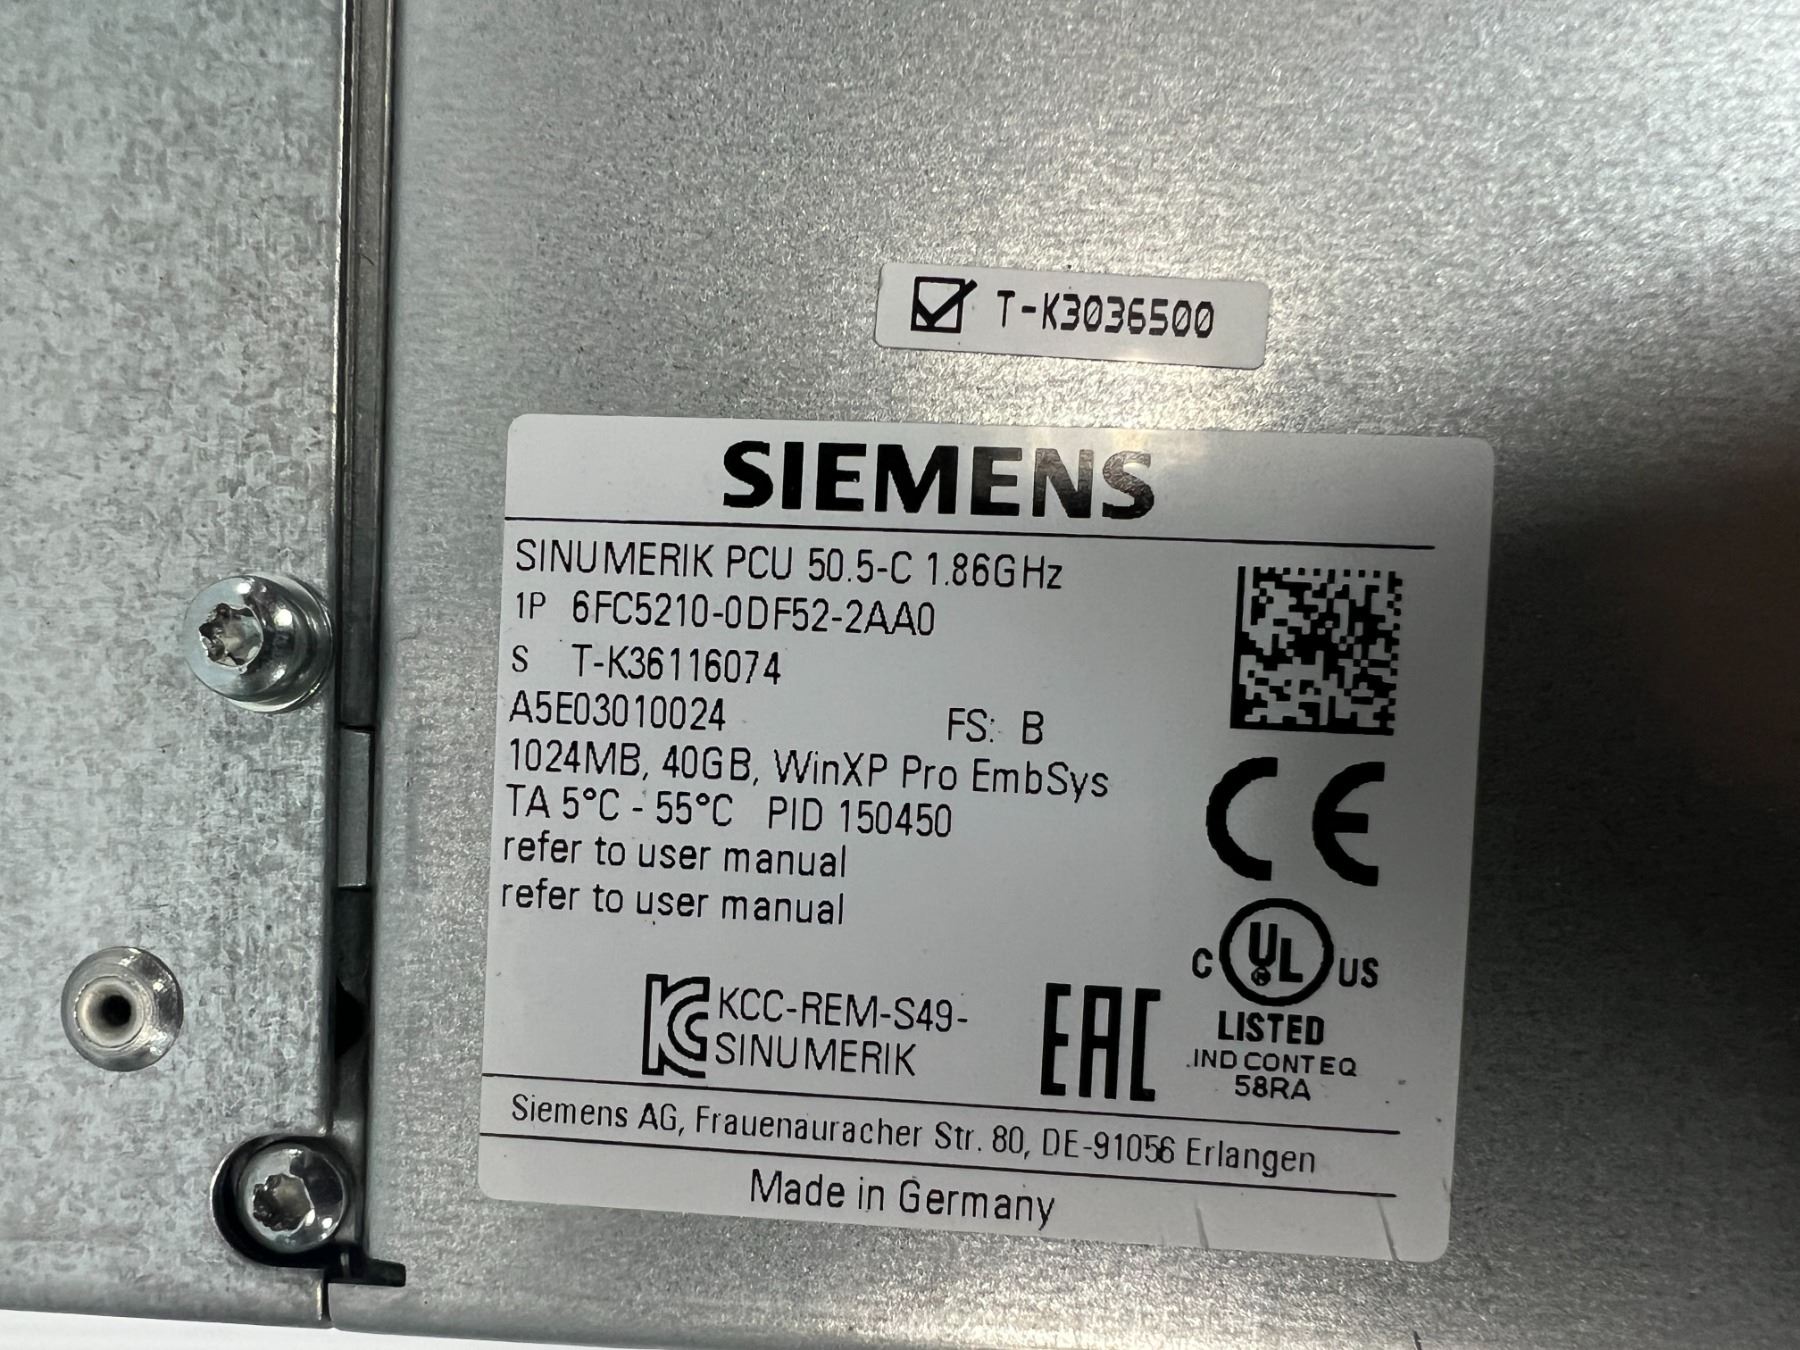 T-K3036500
SIEMENS
SINUMERIK PCU 50.5-C 1.86GHz
1P 6FC5210-0DF52-2AA0
S T-K36116074
A5E03010024 FS: B
1024MB, 40GB, WinXP Pro EmbSys
TA 5°C - 55°C PID 150450
refer to user manual
refer to user manual
CE
C UL US
LISTED
IND CONT EQ
58RA
KCC-REM-S49-
SINUMERIK
EAC
Siemens AG, Frauenauracher Str. 80, DE-91056 Erlangen
Made in Germany